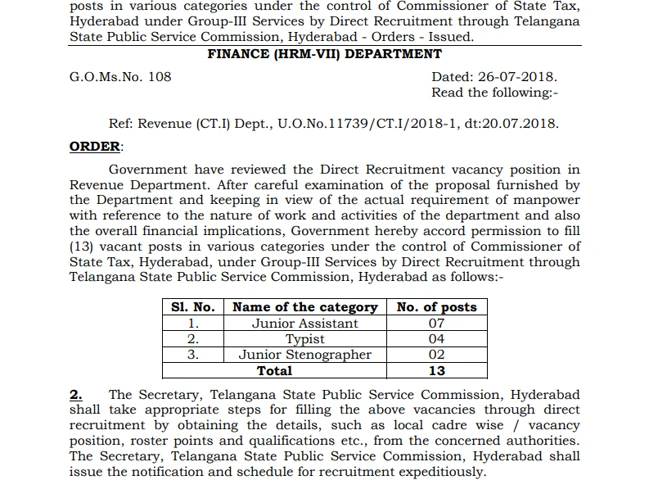 posts in various categories under the control of Commissioner of State Tax,
Hyderabad under Group-III Services by Direct Recruitment through Telangana
State Public Service Commission, Hyderabad - Orders - Issued.
FINANCE (HRM-VII) DEPARTMENT
G.O.Ms.No. 108 Dated: 26-07-2018.
Read the following:-
Ref: Revenue (CT.I) Dept., U.O.No.11739/CT.I/2018-1, dt:20.07.2018.
ORDER:
Government have reviewed the Direct Recruitment vacancy position in
Revenue Department. After careful examination of the proposal furnished by
the Department and keeping in view of the actual requirement of manpower
with reference to the nature of work and activities of the department and also
the overall financial implications, Government hereby accord permission to fill
(13) vacant posts in various categories under the control of Commissioner of
State Tax, Hyderabad, under Group-III Services by Direct Recruitment through
Telangana State Public Service Commission, Hyderabad as follows:-
Sl. No. Name of the category No. of posts
1. Junior Assistant 07
2. Typist 04
3. Junior Stenographer 02
Total 13
2. The Secretary, Telangana State Public Service Commission, Hyderabad
shall take appropriate steps for filling the above vacancies through direct
recruitment by obtaining the details, such as local cadre wise / vacancy
position, roster points and qualifications etc., from the concerned authorities.
The Secretary, Telangana State Public Service Commission, Hyderabad shall
issue the notification and schedule for recruitment expeditiously.